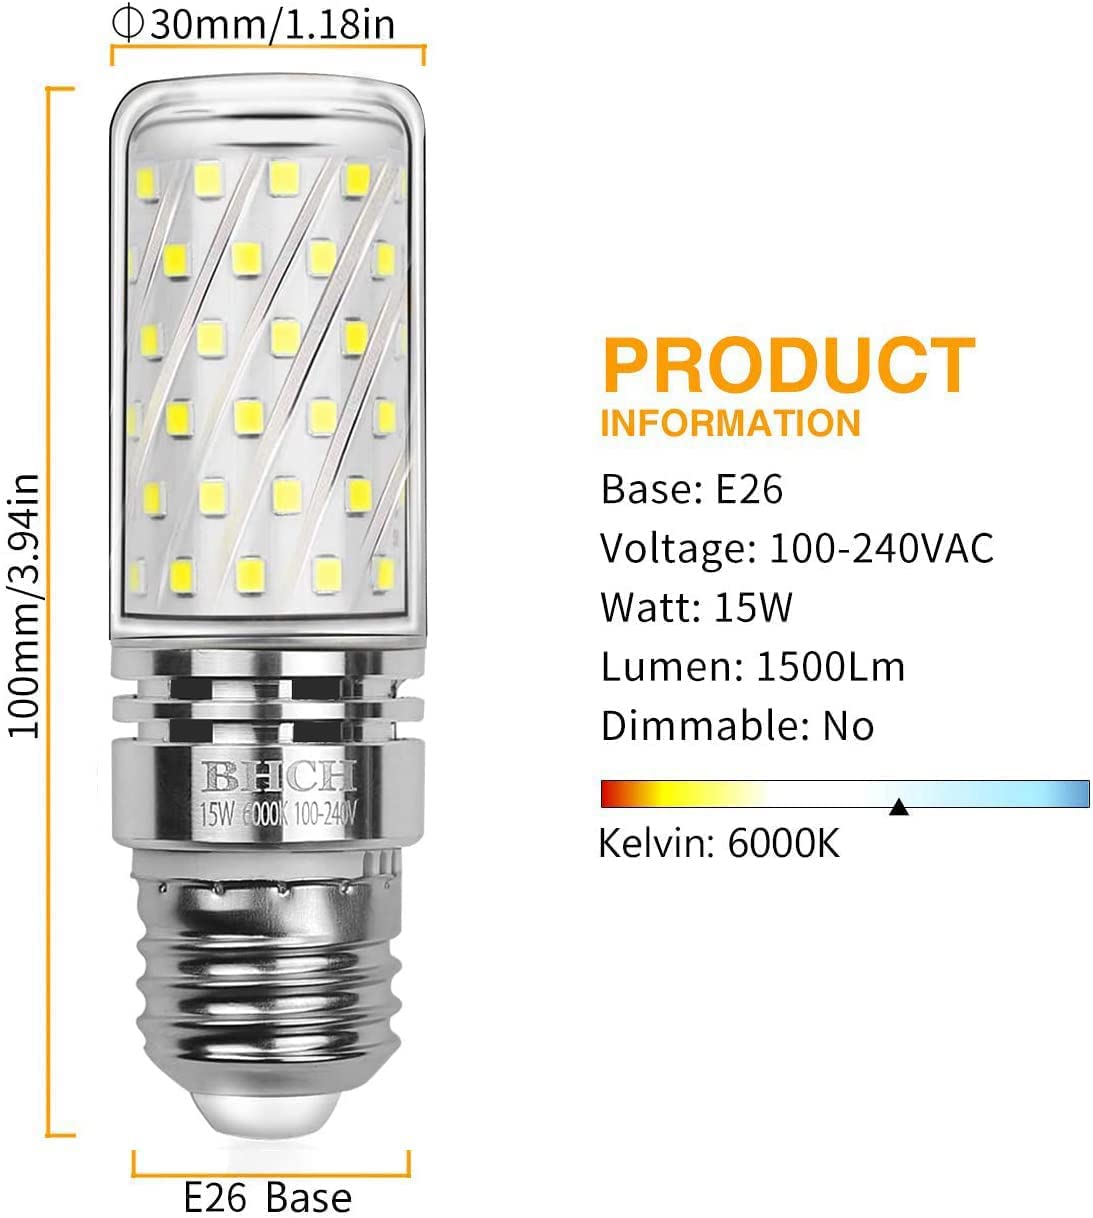 Φ30mm/1.18in
100mm/3.94in
BHCH
15W 6000K 100-240V
E26 Base
PRODUCT
INFORMATION
Base: E26
Voltage: 100-240VAC
Watt: 15W
Lumen: 1500Lm
Dimmable: No
Kelvin: 6000K